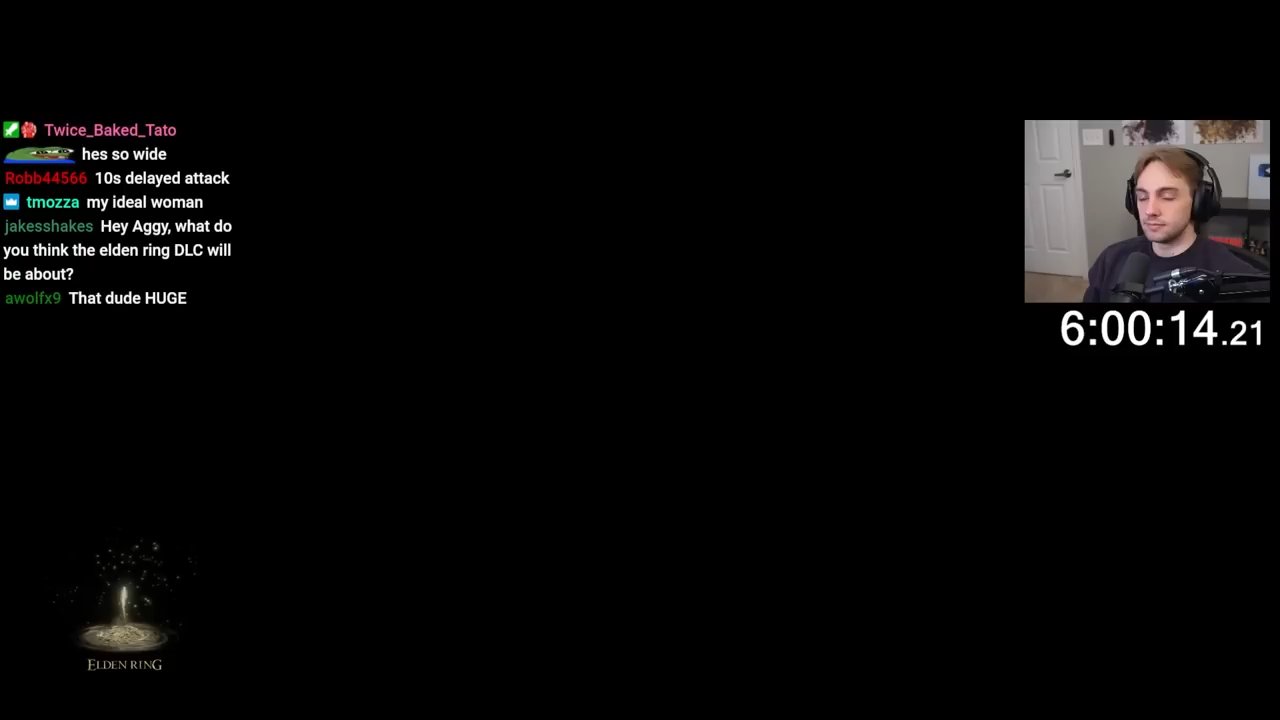 Twice_Baked_Tato
hes so wide
Robb44566 10s delayed attack
tmozza my ideal woman
jakesshakes Hey Aggy, what do
you think the elden ring DLC will
be about?
awolfx9 That dude HUGE
6:00:14.21
ELDEN RING